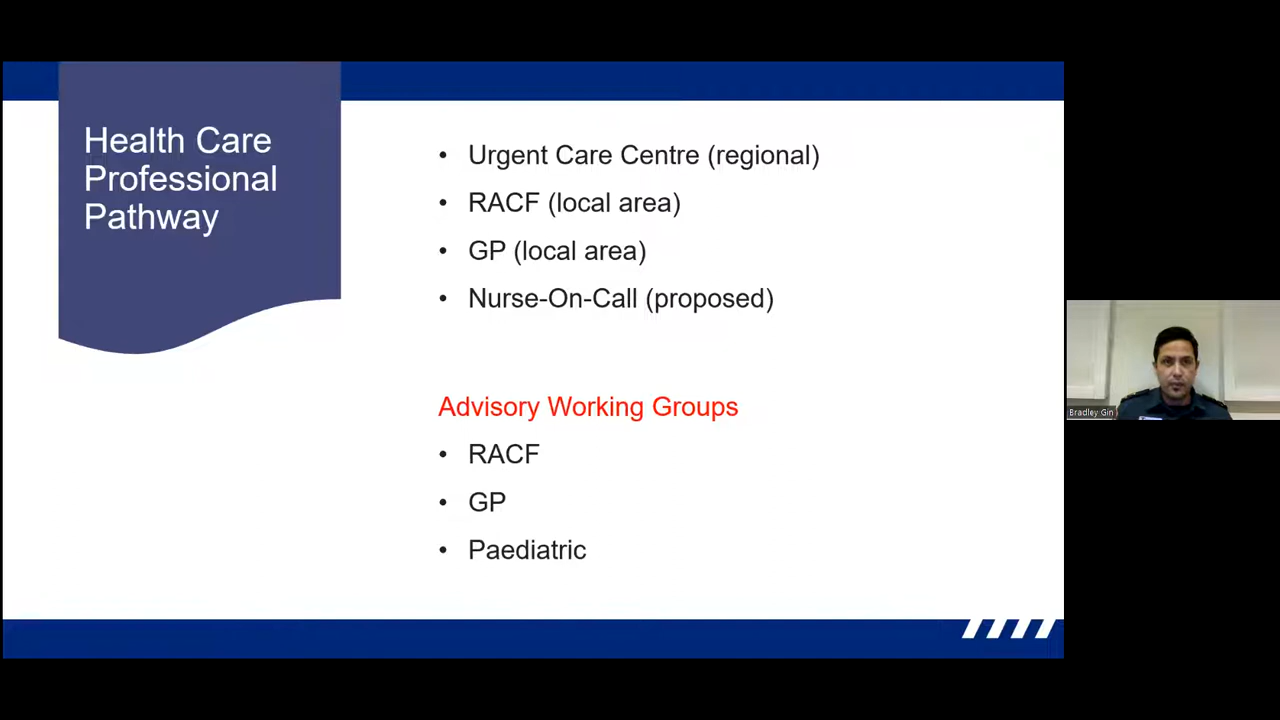 Health Care
Professional
Pathway
• Urgent Care Centre (regional)
• RACF (local area)
• GP (local area)
• Nurse-On-Call (proposed)
Advisory Working Groups
• RACF
• GP
• Paediatric
Bradley Gin